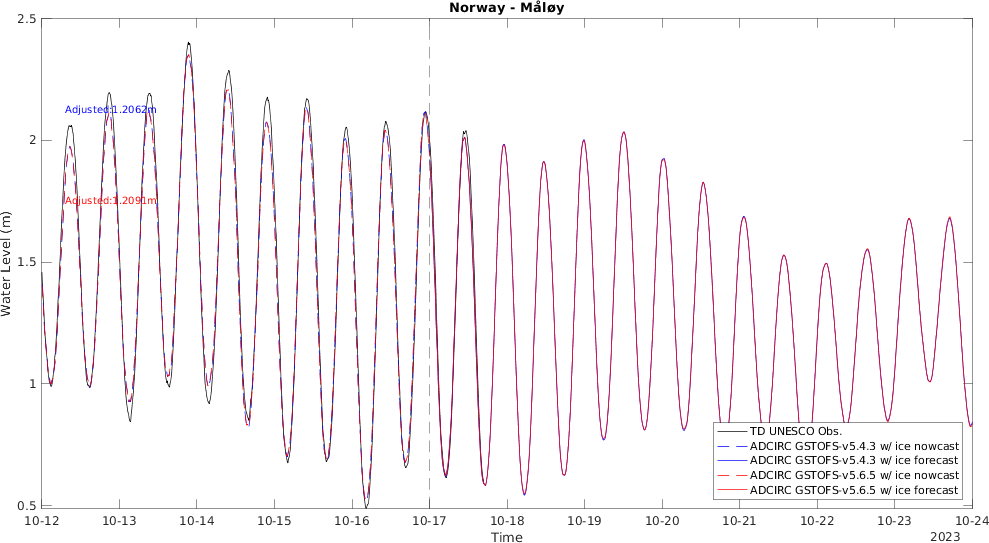 Norway - Måløy
2.5
2
1.5
1
0.5
Water Level (m)
Adjusted:1.2062m
Adjusted:1.2091m
TD UNESCO Obs.
ADCIRC GSTOFS-v5.4.3 w/ ice nowcast
ADCIRC GSTOFS-v5.4.3 w/ ice forecast
ADCIRC GSTOFS-v5.6.5 w/ ice nowcast
ADCIRC GSTOFS-v5.6.5 w/ ice forecast
10-12 10-13 10-14 10-15 10-16 10-17 10-18 10-19 10-20 10-21 10-22 10-23 10-24
Time
2023